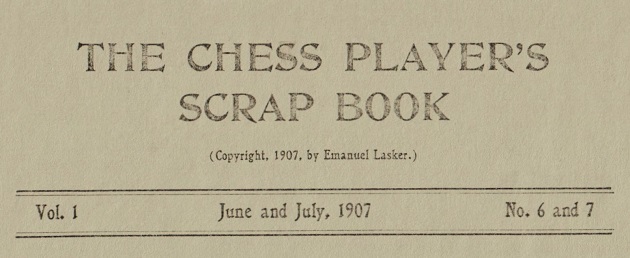 THE CHESS PLAYER'S
SCRAP BOOK
(Copyright, 1907, by Emanuel Lasker.)
Vol. 1 June and July, 1907 No. 6 and 7